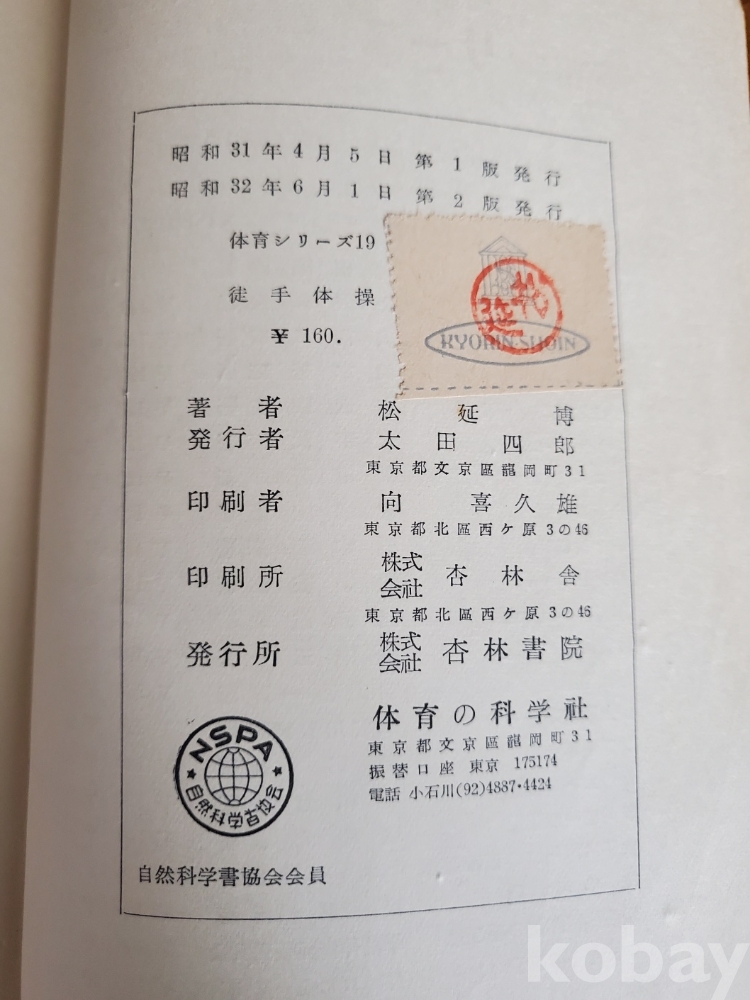 昭和31年4月5日 第1版発行
昭和32年6月1日 第2版発行
体育シリーズ19
徒手体操
¥ 160.
KYORIN-SHOIN
著者 松延博
発行者 太田四郎
東京都文京區龍岡町31
印刷者 向喜久雄
東京都北區西ケ原3の46
印刷所 株式会社 杏林舎
東京都北區西ケ原3の46
発行所 株式会社 杏林書院
体育の科学社
東京都文京區龍岡町31
振替口座 東京 175174
電話 小石川(92)4887・4424
NSPA
自然科学書協会
自然科学書協会会員
kobay